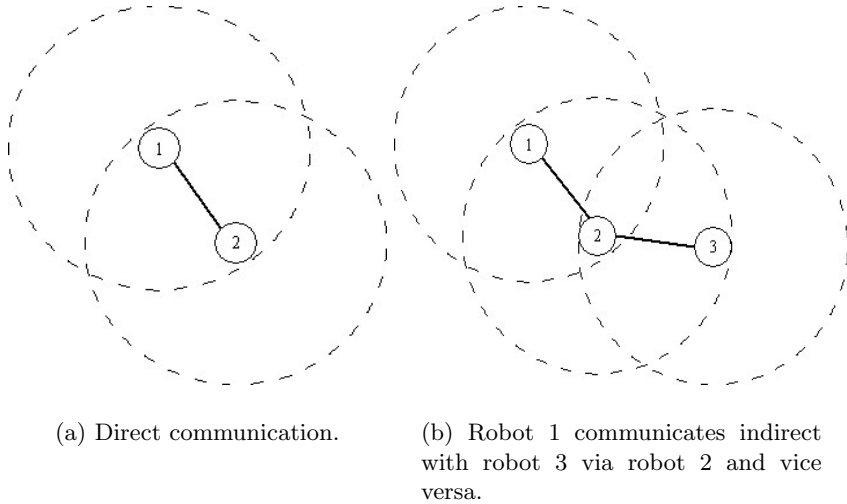 1
2
1
2
3
(a) Direct communication.
(b) Robot 1 communicates indirect
with robot 3 via robot 2 and vice
versa.